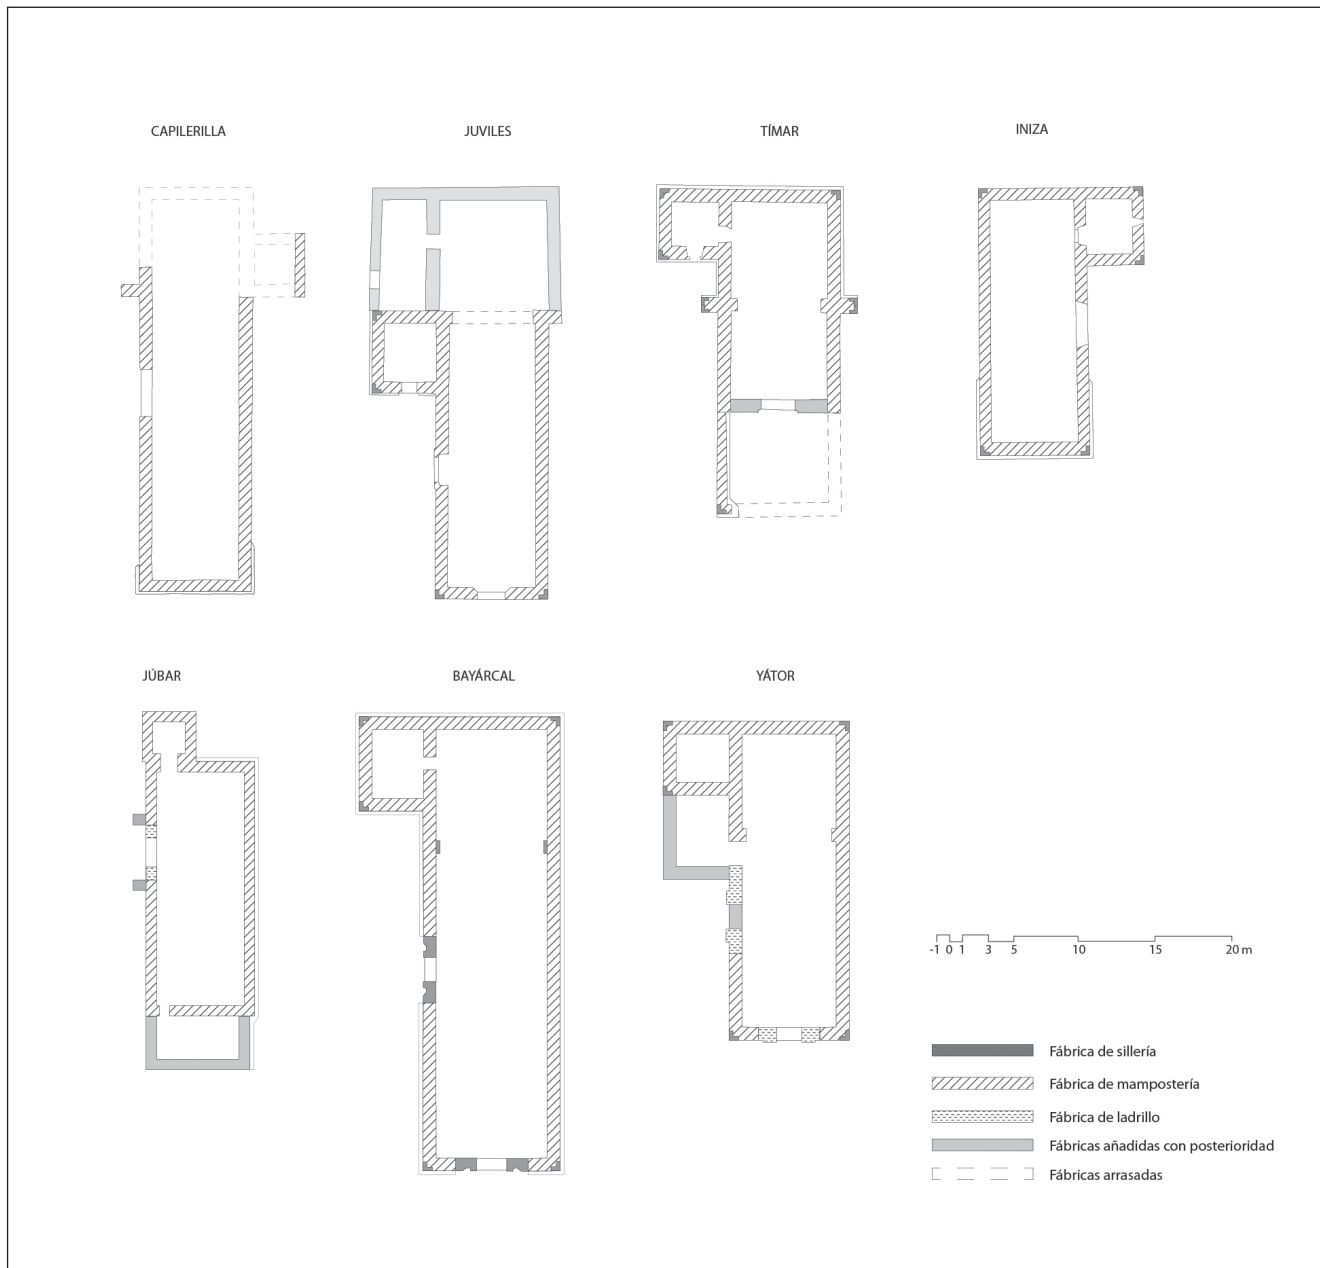 CAPILERILLA
JUVILES
TÍMAR
INIZA
JÚBAR
BAYÁRCAL
YÁTOR
-1 0 1 3 5 10 15 20 m
Fábrica de sillería
Fábrica de mampostería
Fábrica de ladrillo
Fábricas añadidas con posterioridad
Fábricas arrasadas